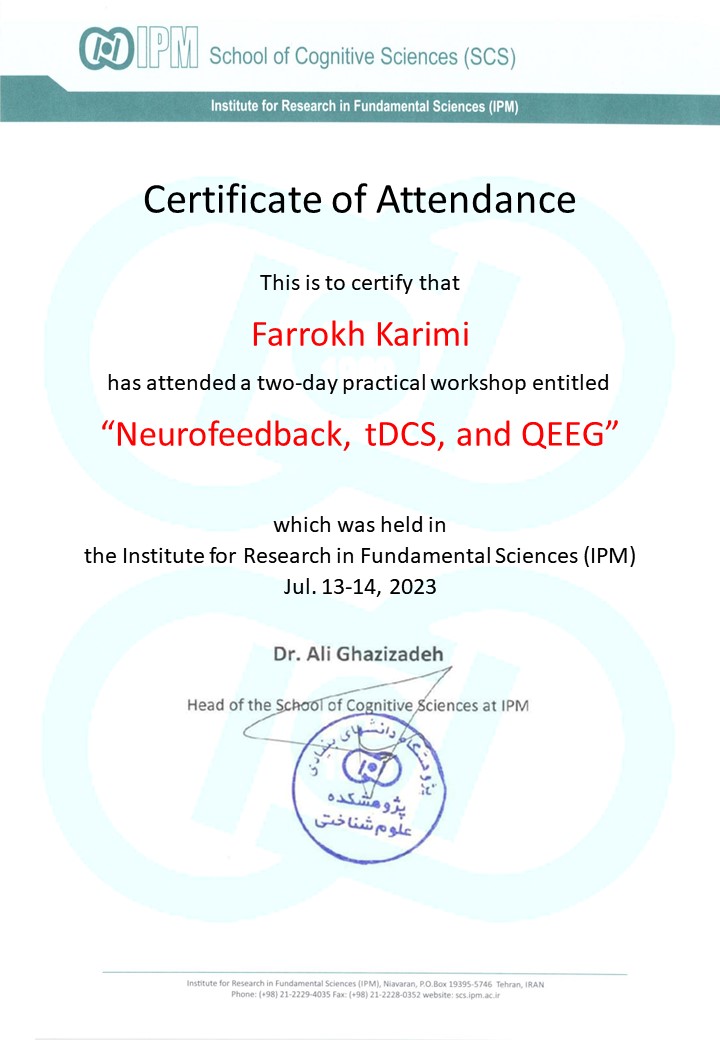 IPM School of Cognitive Sciences (SCS)
Institute for Research in Fundamental Sciences (IPM)
Certificate of Attendance
This is to certify that
Farrokh Karimi
has attended a two-day practical workshop entitled
“Neurofeedback, tDCS, and QEEG”
which was held in
the Institute for Research in Fundamental Sciences (IPM)
Jul. 13-14, 2023
Dr. Ali Ghazizadeh
Head of the School of Cognitive Sciences at IPM
پژوهشگاه دانشهای بنیادی
پژوهشکده
علوم شناختی
Institute for Research in Fundamental Sciences (IPM), Niavaran, P.O.Box 19395-5746 Tehran, IRAN
Phone: (+98) 21-2229-4035 Fax: (+98) 21-2228-0352 website: scs.ipm.ac.ir